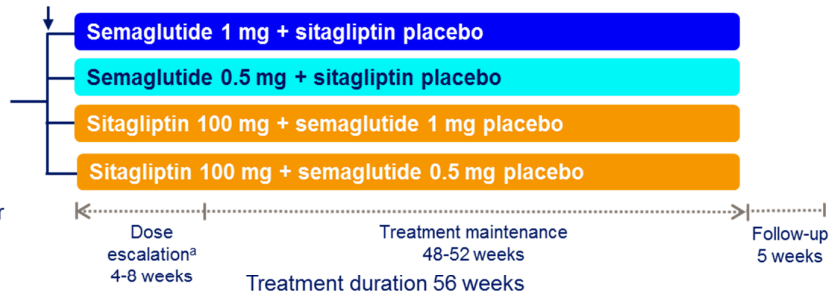 Semaglutide 1 mg + sitagliptin placebo
Semaglutide 0.5 mg + sitagliptin placebo
Sitagliptin 100 mg + semaglutide 1 mg placebo
Sitagliptin 100 mg + semaglutide 0.5 mg placebo
r
Dose
escalationᵃ
4-8 weeks
Treatment maintenance
48-52 weeks
Follow-up
5 weeks
Treatment duration 56 weeks